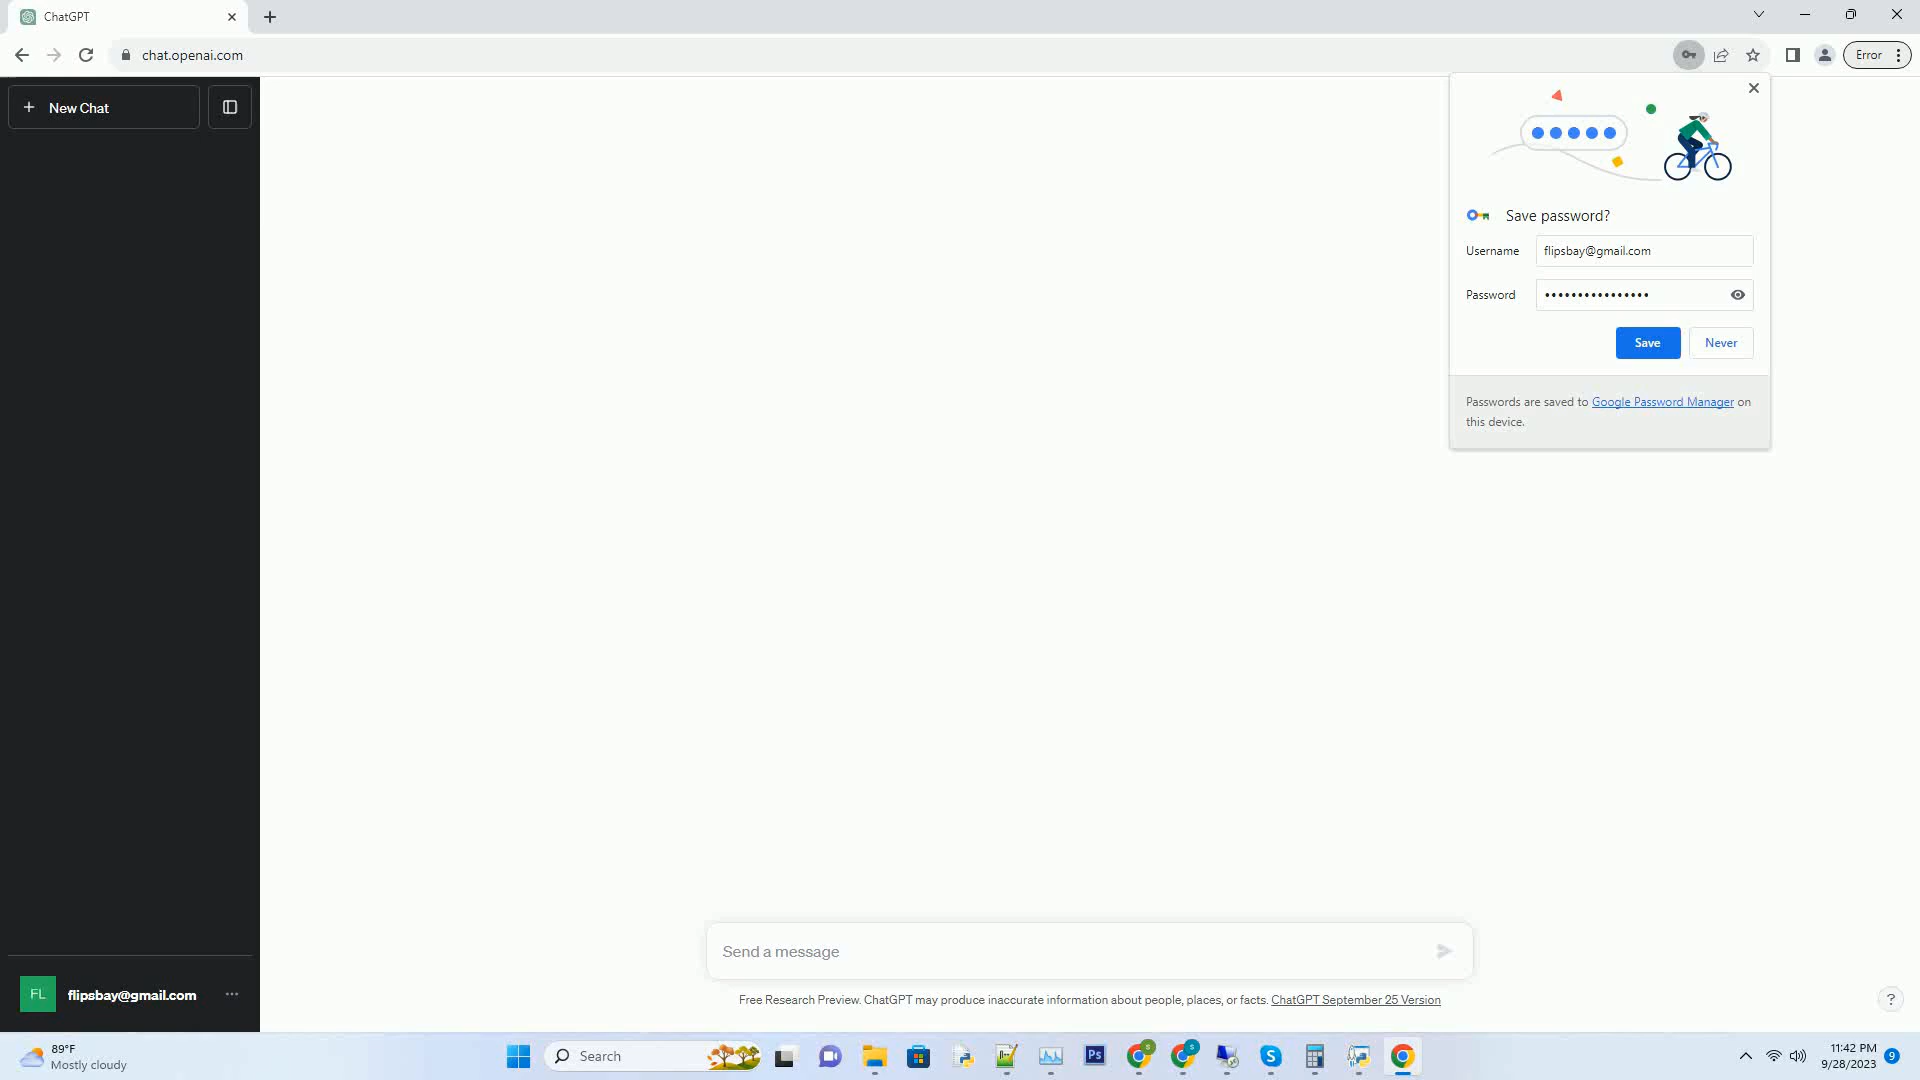 ChatGPT
chat.openai.com
Error
New Chat
Save password?
Username
flipsbay@gmail.com
Password
••••••••••••••••
Save
Never
Passwords are saved to Google Password Manager on
this device.
Send a message
Free Research Preview. ChatGPT may produce inaccurate information about people, places, or facts. ChatGPT September 25 Version
?
FL
flipsbay@gmail.com
89°F
Mostly cloudy
Search
Ps
S
S
S
11:42 PM
9/28/2023
9